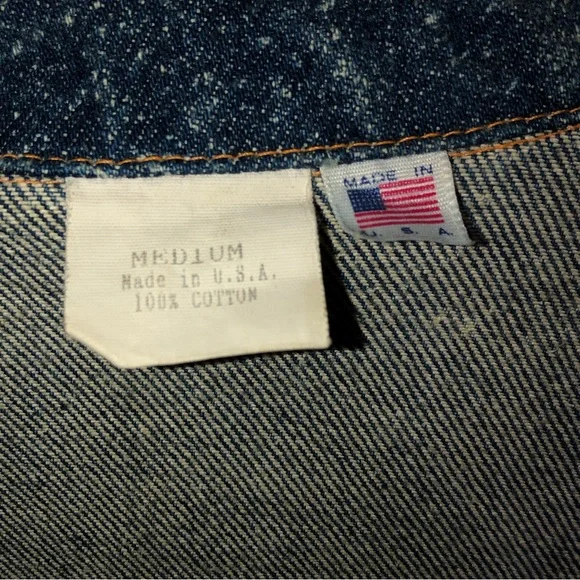 MEDIUM
Made in U.S.A.
100% COTTON
MADE IN
U. S. A.